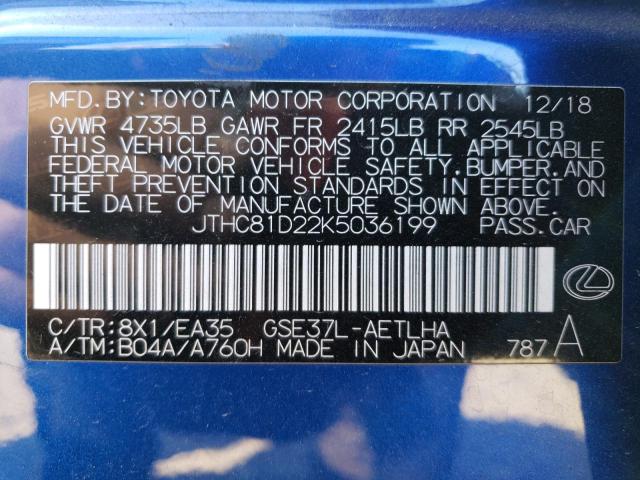 MFD.BY:TOYOTA MOTOR CORPORATION 12/18
GVWR 4735LB GAWR FR 2415LB RR 2545LB
THIS VEHICLE CONFORMS TO ALL APPLICABLE
FEDERAL MOTOR VEHICLE SAFETY.BUMPER.AND
THEFT PREVENTION STANDARDS IN EFFECT ON
THE DATE OF MANUFACTURE SHOWN ABOVE.
JTHC81D22K5036199 PASS.CAR
C/TR:8X1/EA35 GSE37L-AETLHA
A/TM:B04A/A760H MADE IN JAPAN 787 A